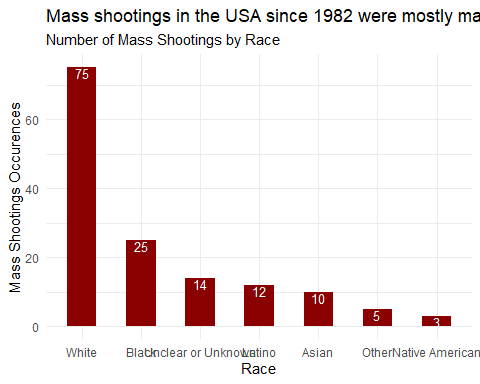 Mass shootings in the USA since 1982 were mostly ma
Number of Mass Shootings by Race
Mass Shootings Occurences
60
40
20
0
75
25
14
12
10
5
3
White Black Unclear or Unknown Latino Asian Other Native American
Race